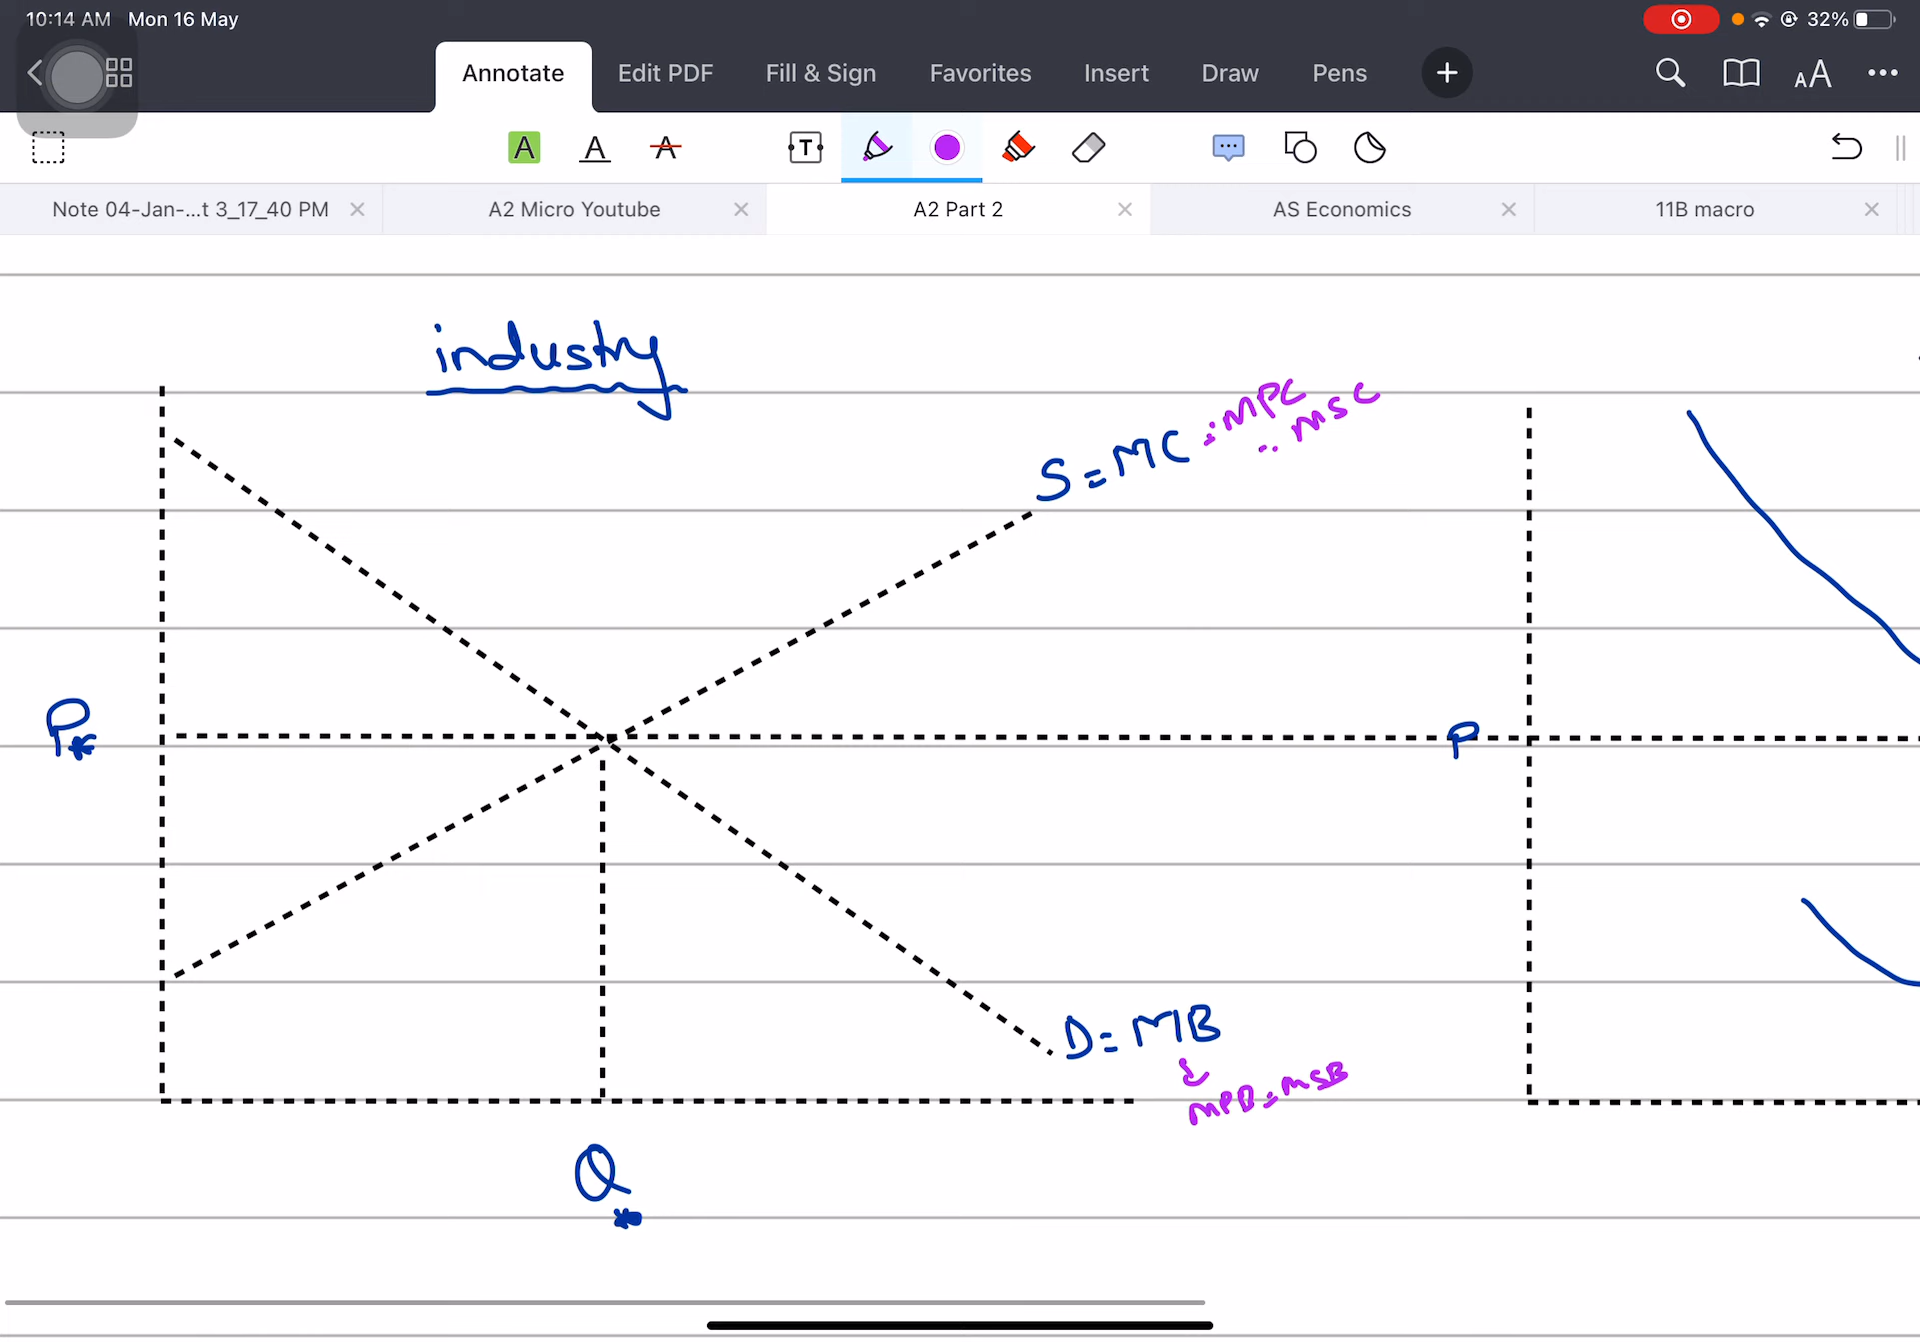 10:14 AM Mon 16 May
32%
Annotate Edit PDF Fill & Sign Favorites Insert Draw Pens
A A A T
Note 04-Jan-...t 3_17_40 PM A2 Micro Youtube A2 Part 2 AS Economics 11B macro
industry
S = MC = MPC
= MSC
P*
P
D = MB
MPB = MSB
Q*